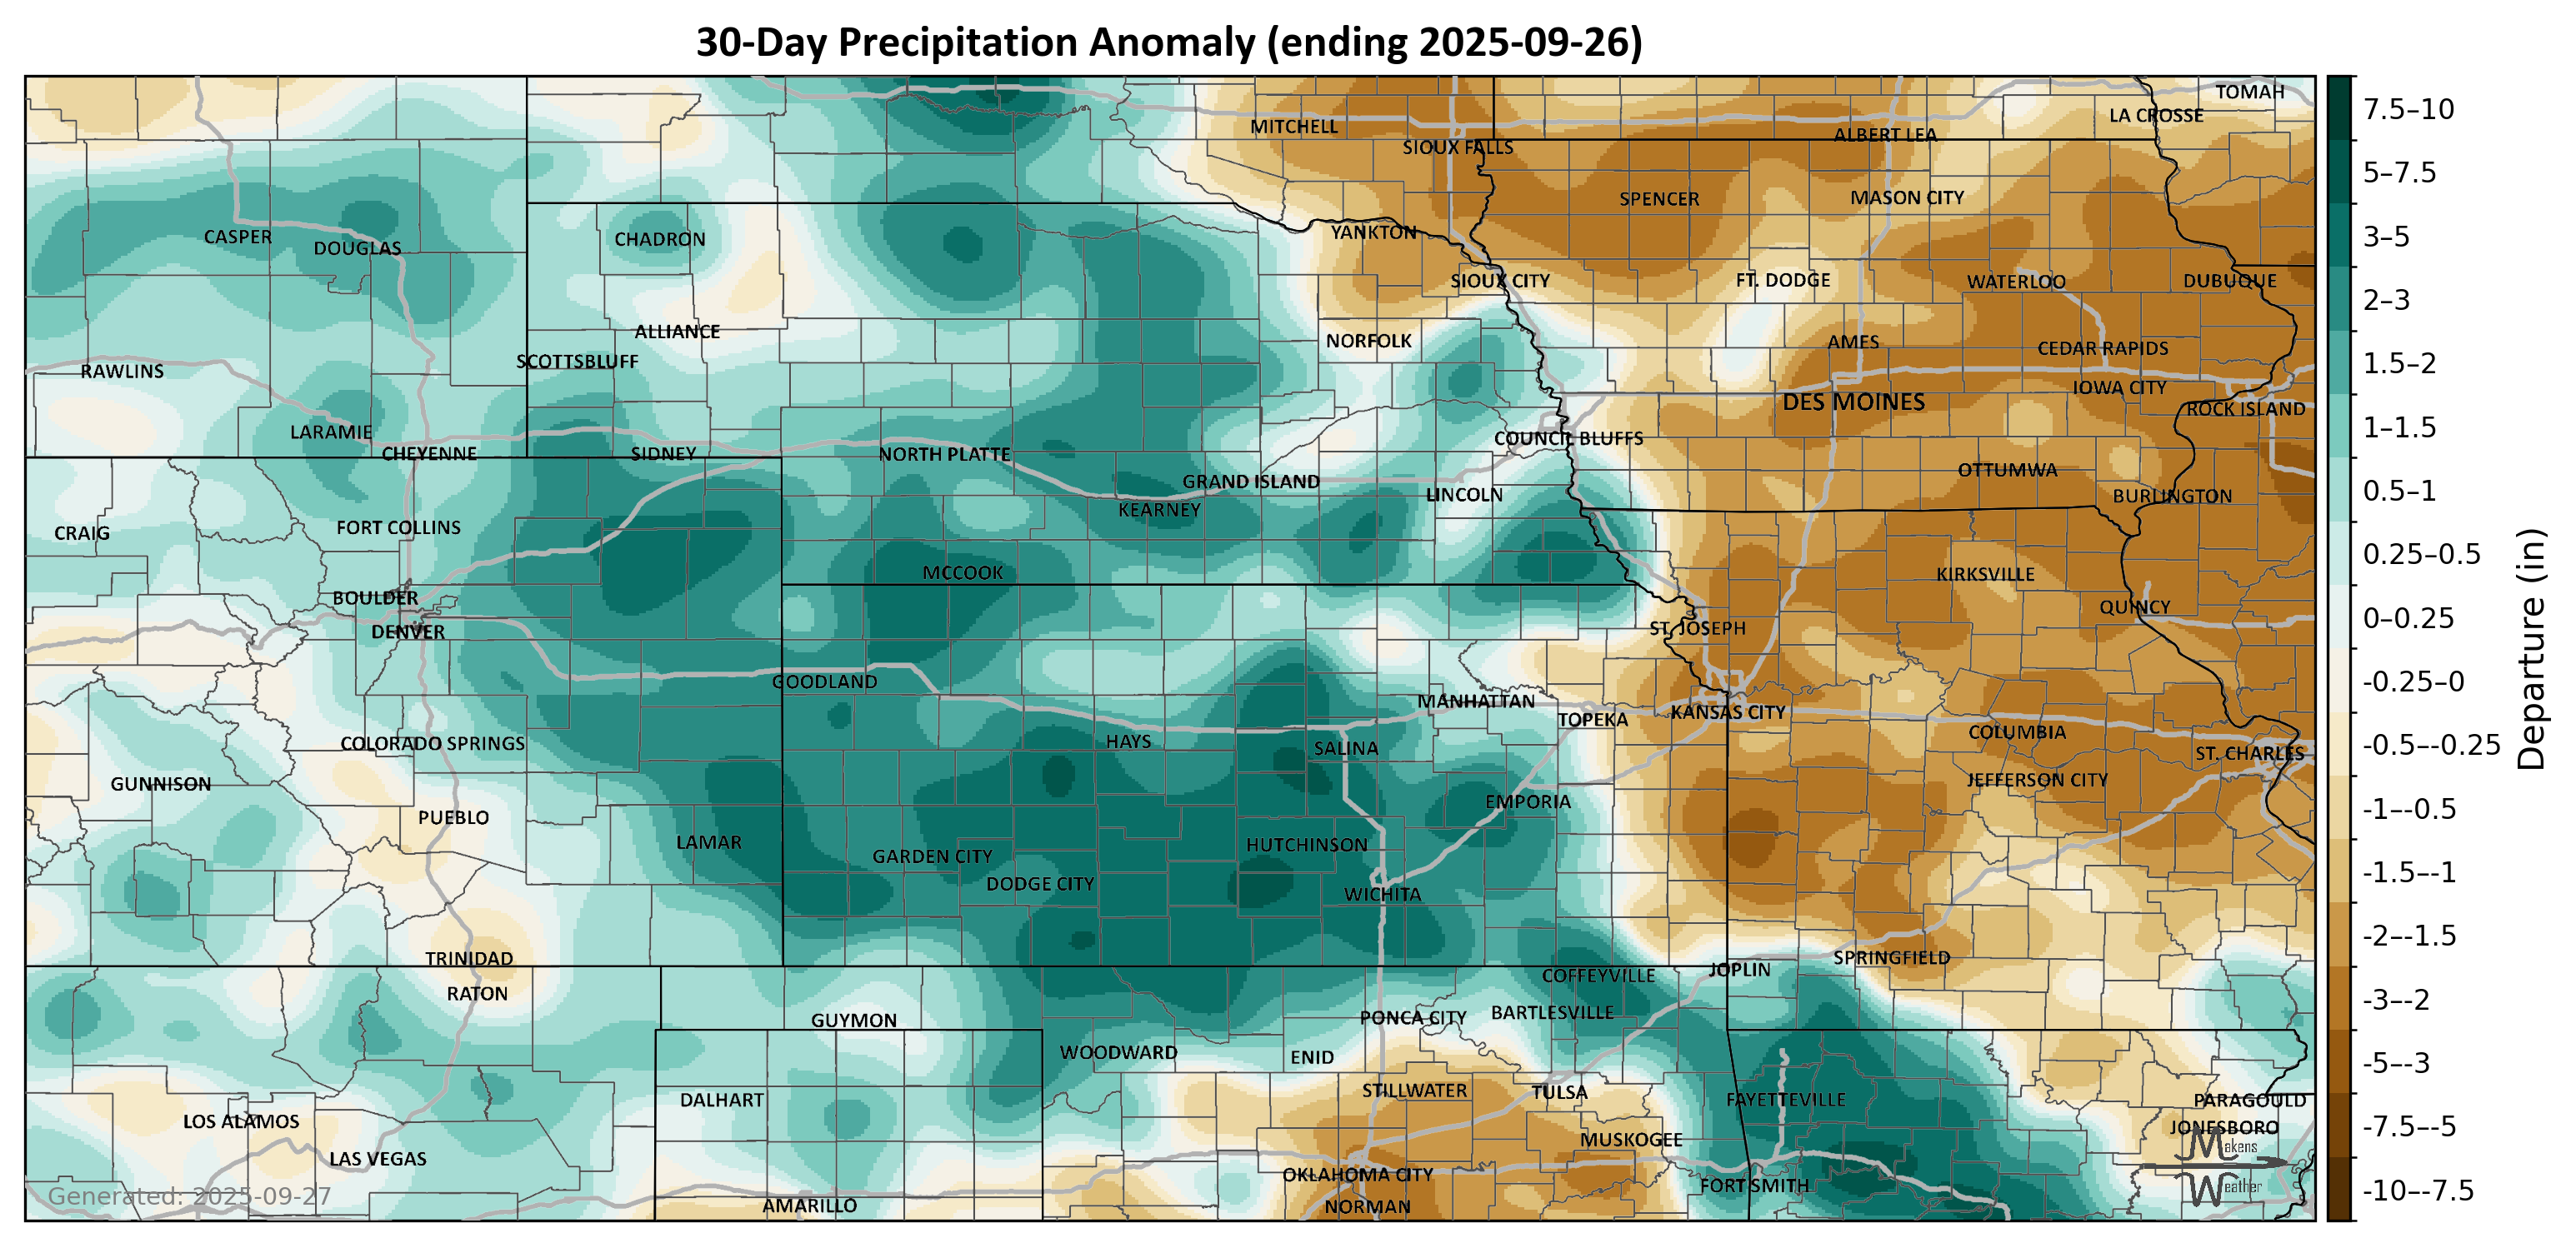 30-Day Precipitation Anomaly (ending 2025-09-26)
TOMAH
LA CROSSE
MITCHELL
ALBERT LEA
SIOUX FALLS
SPENCER
MASON CITY
CASPER
DOUGLAS
CHADRON
YANKTON
SIOUX CITY
FT. DODGE
WATERLOO
DUBUQUE
ALLIANCE
NORFOLK
AMES
CEDAR RAPIDS
SCOTTSBLUFF
RAWLINS
IOWA CITY
DES MOINES
ROCK ISLAND
LARAMIE
CHEYENNE
SIDNEY
NORTH PLATTE
COUNCIL BLUFFS
OTTUMWA
GRAND ISLAND
LINCOLN
BURLINGTON
KEARNEY
CRAIG
FORT COLLINS
MCCOOK
KIRKSVILLE
BOULDER
QUINCY
DENVER
ST. JOSEPH
GOODLAND
MANHATTAN
KANSAS CITY
TOPEKA
COLUMBIA
COLORADO SPRINGS
HAYS
SALINA
ST. CHARLES
GUNNISON
JEFFERSON CITY
EMPORIA
PUEBLO
LAMAR
HUTCHINSON
GARDEN CITY
DODGE CITY
WICHITA
TRINIDAD
SPRINGFIELD
JOPLIN
COFFEYVILLE
RATON
BARTLESVILLE
GUYMON
PONCA CITY
WOODWARD
ENID
STILLWATER
TULSA
DALHART
FAYETTEVILLE
PARAGOULD
LOS ALAMOS
JONESBORO
MUSKOGEE
LAS VEGAS
OKLAHOMA CITY
FORT SMITH
AMARILLO
NORMAN
Generated: 2025-09-27
Makens
Weather
7.5–10
5–7.5
3–5
2–3
1.5–2
1–1.5
0.5–1
0.25–0.5
0–0.25
-0.25–0
-0.5–-0.25
-1–-0.5
-1.5–-1
-2–-1.5
-3–-2
-5–-3
-7.5–-5
-10–-7.5
Departure (in)